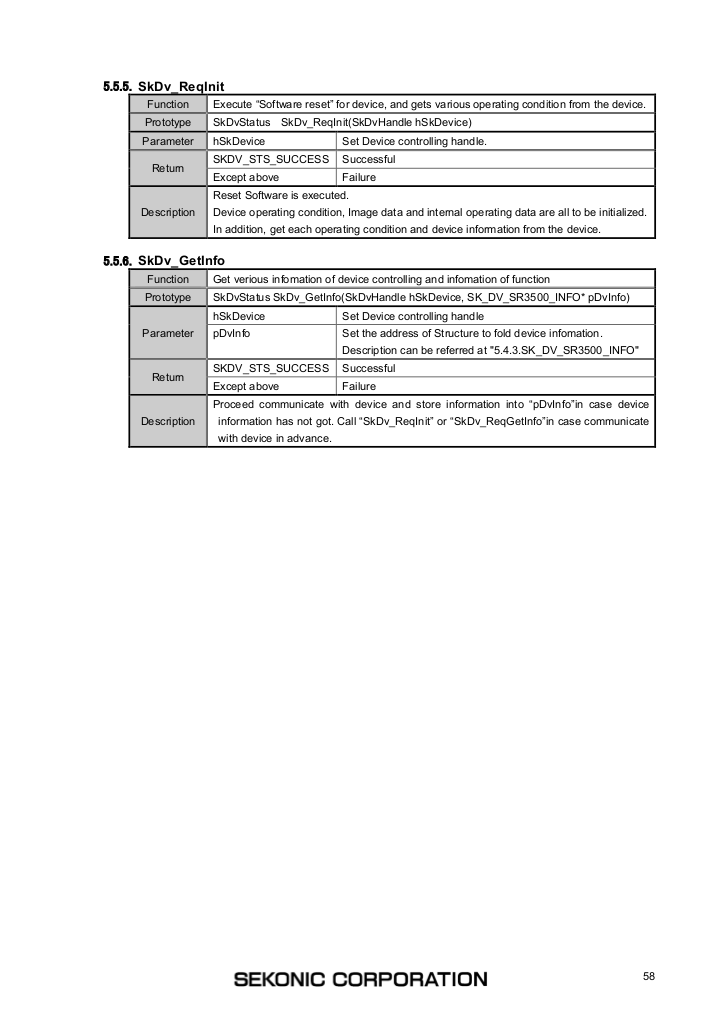 5.5.5. SkDv_ReqInit
Function Execute “Software reset” for device, and gets various operating condition from the device.
Prototype SkDvStatus SkDv_ReqInit(SkDvHandle hSkDevice)
Parameter hSkDevice Set Device controlling handle.
Return SKDV_STS_SUCCESS Successful
Except above Failure
Description Reset Software is executed.
Device operating condition, Image data and internal operating data are all to be initialized.
In addition, get each operating condition and device information from the device.
5.5.6. SkDv_GetInfo
Function Get verious infomation of device controlling and infomation of function
Prototype SkDvStatus SkDv_GetInfo(SkDvHandle hSkDevice, SK_DV_SR3500_INFO* pDvInfo)
Parameter hSkDevice Set Device controlling handle
pDvInfo Set the address of Structure to fold device infomation.
Description can be referred at "5.4.3.SK_DV_SR3500_INFO"
Return SKDV_STS_SUCCESS Successful
Except above Failure
Description Proceed communicate with device and store information into “pDvInfo”in case device
information has not got. Call “SkDv_ReqInit” or “SkDv_ReqGetInfo”in case communicate
with device in advance.
SEKONIC CORPORATION 58